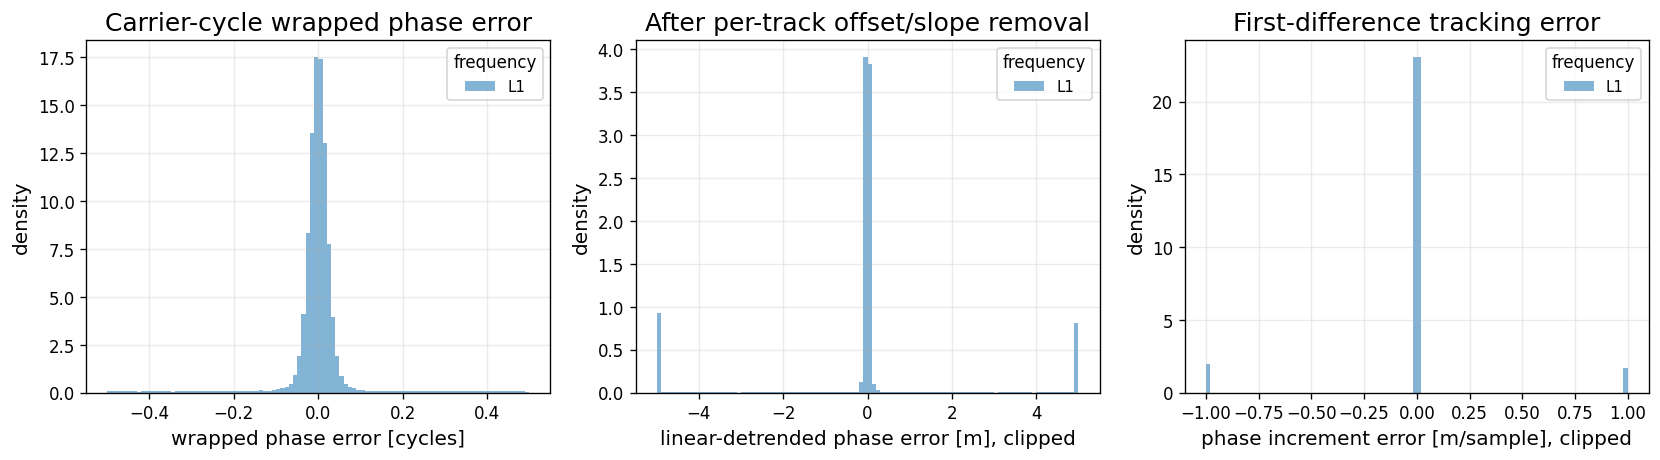 Carrier-cycle wrapped phase error
density
17.5
15.0
12.5
10.0
7.5
5.0
2.5
0.0
−0.4
−0.2
0.0
0.2
0.4
wrapped phase error [cycles]
frequency
L1
After per-track offset/slope removal
density
4.0
3.5
3.0
2.5
2.0
1.5
1.0
0.5
0.0
−4
−2
0
2
4
linear-detrended phase error [m], clipped
frequency
L1
First-difference tracking error
density
20
15
10
5
0
−1.00
−0.75
−0.50
−0.25
0.00
0.25
0.50
0.75
1.00
phase increment error [m/sample], clipped
frequency
L1